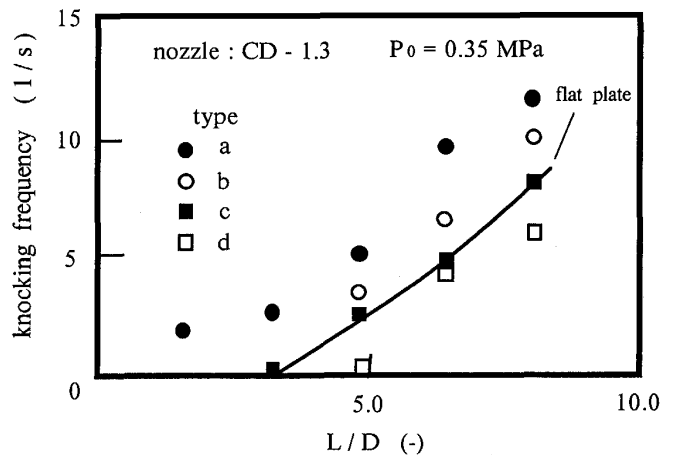 15
nozzle : CD - 1.3 P0 = 0.35 MPa
flat plate
type
10
a
b
c
d
5
0
5.0
10.0
L / D (-)
knocking frequency ( 1 / s )